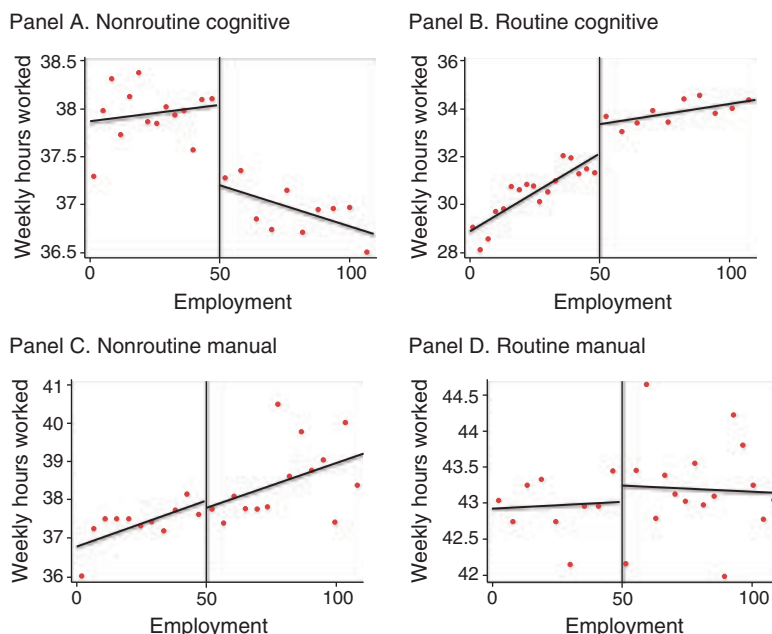 Panel A. Nonroutine cognitive
38.5
38
37.5
37
36.5
Weekly hours worked
0 50 100
Employment
Panel B. Routine cognitive
36
34
32
30
28
Weekly hours worked
0 50 100
Employment
Panel C. Nonroutine manual
41
40
39
38
37
36
Weekly hours worked
0 50 100
Employment
Panel D. Routine manual
44.5
44
43.5
43
42.5
42
Weekly hours worked
0 50 100
Employment